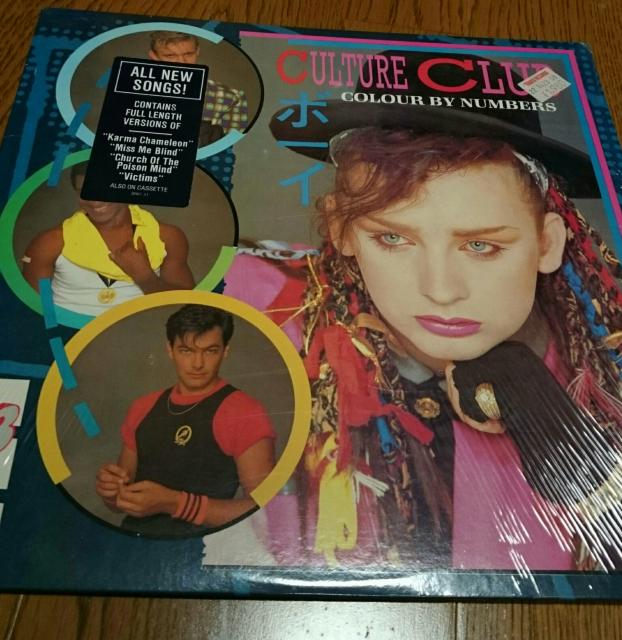 CULTURE CLUB
COLOUR BY NUMBERS
ボーイ
ALL NEW
SONGS!
CONTAINS
FULL LENGTH
VERSIONS OF
"Karma Chameleon"
"Miss Me Blind"
"Church Of The
Poison Mind"
"Victims"
ALSO ON CASSETTE